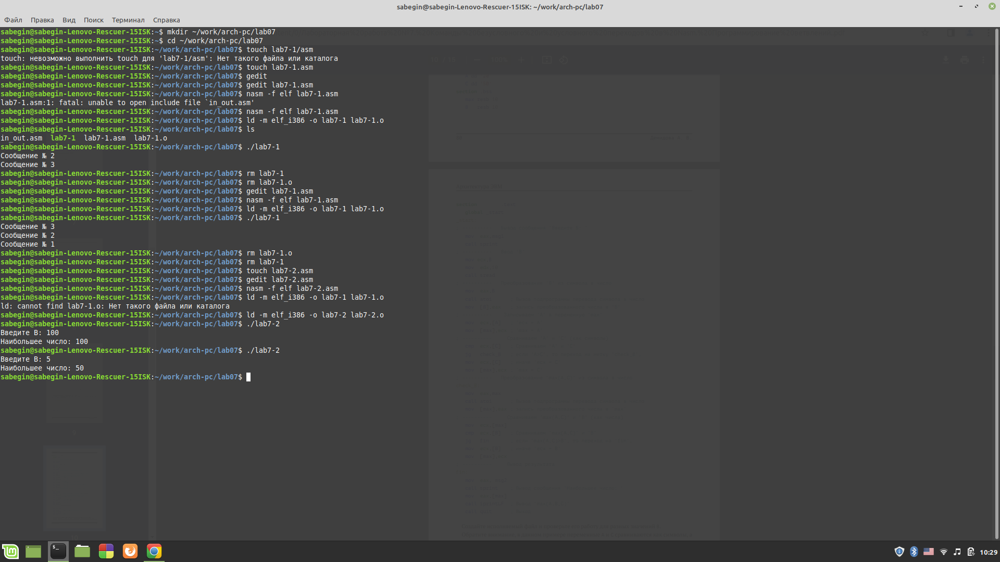 sabegin@sabegin-Lenovo-Rescuer-15ISK: ~/work/arch-pc/lab07
Файл Правка Вид Поиск Терминал Справка
sabegin@sabegin-Lenovo-Rescuer-15ISK:~$ mkdir ~/work/arch-pc/lab07
sabegin@sabegin-Lenovo-Rescuer-15ISK:~$ cd ~/work/arch-pc/lab07
sabegin@sabegin-Lenovo-Rescuer-15ISK:~/work/arch-pc/lab07$ touch lab7-1/asm
touch: невозможно выполнить touch для 'lab7-1/asm': Нет такого файла или каталога
sabegin@sabegin-Lenovo-Rescuer-15ISK:~/work/arch-pc/lab07$ touch lab7-1.asm
sabegin@sabegin-Lenovo-Rescuer-15ISK:~/work/arch-pc/lab07$ gedit
sabegin@sabegin-Lenovo-Rescuer-15ISK:~/work/arch-pc/lab07$ gedit lab7-1.asm
sabegin@sabegin-Lenovo-Rescuer-15ISK:~/work/arch-pc/lab07$ nasm -f elf lab7-1.asm
lab7-1.asm:1: fatal: unable to open include file `in_out.asm'
sabegin@sabegin-Lenovo-Rescuer-15ISK:~/work/arch-pc/lab07$ nasm -f elf lab7-1.asm
sabegin@sabegin-Lenovo-Rescuer-15ISK:~/work/arch-pc/lab07$ ld -m elf_i386 -o lab7-1 lab7-1.o
sabegin@sabegin-Lenovo-Rescuer-15ISK:~/work/arch-pc/lab07$ ls
in_out.asm lab7-1 lab7-1.asm lab7-1.o
sabegin@sabegin-Lenovo-Rescuer-15ISK:~/work/arch-pc/lab07$ ./lab7-1
Сообщение № 2
Сообщение № 3
sabegin@sabegin-Lenovo-Rescuer-15ISK:~/work/arch-pc/lab07$ rm lab7-1
sabegin@sabegin-Lenovo-Rescuer-15ISK:~/work/arch-pc/lab07$ rm lab7-1.o
sabegin@sabegin-Lenovo-Rescuer-15ISK:~/work/arch-pc/lab07$ gedit lab7-1.asm
sabegin@sabegin-Lenovo-Rescuer-15ISK:~/work/arch-pc/lab07$ nasm -f elf lab7-1.asm
sabegin@sabegin-Lenovo-Rescuer-15ISK:~/work/arch-pc/lab07$ ld -m elf_i386 -o lab7-1 lab7-1.o
sabegin@sabegin-Lenovo-Rescuer-15ISK:~/work/arch-pc/lab07$ ./lab7-1
Сообщение № 3
Сообщение № 2
Сообщение № 1
sabegin@sabegin-Lenovo-Rescuer-15ISK:~/work/arch-pc/lab07$ rm lab7-1.o
sabegin@sabegin-Lenovo-Rescuer-15ISK:~/work/arch-pc/lab07$ rm lab7-1
sabegin@sabegin-Lenovo-Rescuer-15ISK:~/work/arch-pc/lab07$ touch lab7-2.asm
sabegin@sabegin-Lenovo-Rescuer-15ISK:~/work/arch-pc/lab07$ gedit lab7-2.asm
sabegin@sabegin-Lenovo-Rescuer-15ISK:~/work/arch-pc/lab07$ nasm -f elf lab7-2.asm
sabegin@sabegin-Lenovo-Rescuer-15ISK:~/work/arch-pc/lab07$ ld -m elf_i386 -o lab7-1 lab7-1.o
ld: cannot find lab7-1.o: Нет такого файла или каталога
sabegin@sabegin-Lenovo-Rescuer-15ISK:~/work/arch-pc/lab07$ ld -m elf_i386 -o lab7-2 lab7-2.o
sabegin@sabegin-Lenovo-Rescuer-15ISK:~/work/arch-pc/lab07$ ./lab7-2
Введите B: 100
Наибольшее число: 100
sabegin@sabegin-Lenovo-Rescuer-15ISK:~/work/arch-pc/lab07$ ./lab7-2
Введите B: 5
Наибольшее число: 50
sabegin@sabegin-Lenovo-Rescuer-15ISK:~/work/arch-pc/lab07$
10:29